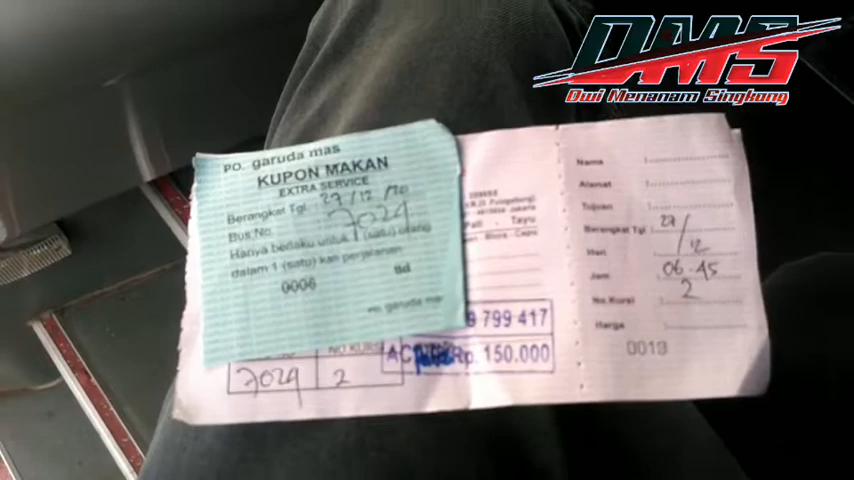 DMS
Dwi Menanam Singkong
PO. garuda mas
KUPON MAKAN
EXTRA SERVICE
Berangkat Tgl. 27/12/20
Bus No. 7029
Hanya berlaku untuk 1 (satu) orang
dalam 1 (satu) kali perjalanan
ttd
0006
PO. garuda mas
Pati - Tayu
799 417
AC Rp. 150.000
NO KURSI
7029 2
Nama
Alamat
Tujuan
Berangkat Tgl 27/12
Hari
Jam 06.45
No. Kursi 2
Harga
0013